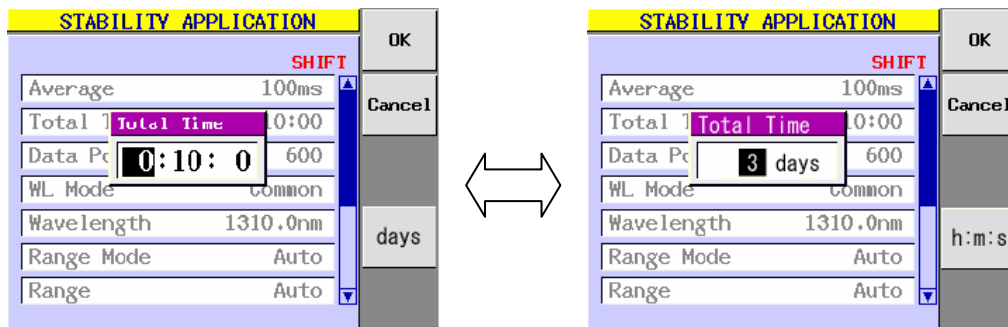 STABILITY APPLICATION
SHIFT
Average 100ms
Total 10:00
Total Time
0:10: 0
Data 600
WL Mode Common
Wavelength 1310.0nm
Range Mode Auto
Range Auto
OK
Cancel
days
STABILITY APPLICATION
SHIFT
Average 100ms
Total 10:00
Total Time
3 days
Data 600
WL Mode Common
Wavelength 1310.0nm
Range Mode Auto
Range Auto
OK
Cancel
h:m:s